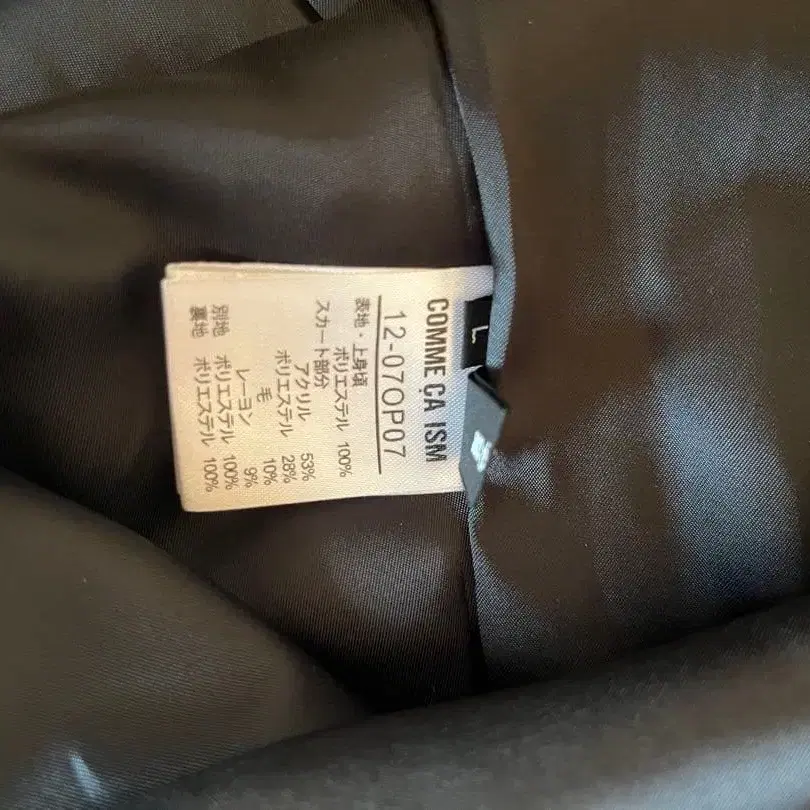 COMME ÇA ISM
12-07OP07
表地・上身頃
ポリエステル 100%
スカート部分
アクリル 53%
ポリエステル 28%
毛 10%
レーヨン 9%
別地 ポリエステル 100%
裏地 ポリエステル 100%
L